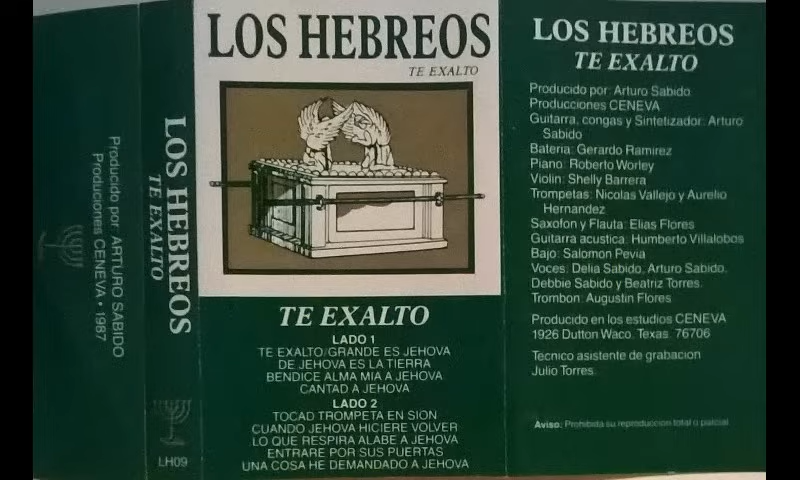 Producido por: ARTURO SABIDO
Produciones CENEVA • 1987
LOS HEBREOS
TE EXALTO
LH09
LOS HEBREOS
TE EXALTO
TE EXALTO
LADO 1
TE EXALTO/GRANDE ES JEHOVA
DE JEHOVA ES LA TIERRA
BENDICE ALMA MIA A JEHOVA
CANTAD A JEHOVA
LADO 2
TOCAD TROMPETA EN SION
CUANDO JEHOVA HICIERE VOLVER
LO QUE RESPIRA ALABE A JEHOVA
ENTRARE POR SUS PUERTAS
UNA COSA HE DEMANDADO A JEHOVA
LOS HEBREOS
TE EXALTO
Producido por: Arturo Sabido
Producciones CENEVA
Guitarra, congas y Sintetizador: Arturo
Sabido
Bateria: Gerardo Ramirez
Piano: Roberto Worley
Violin: Shelly Barrera
Trompetas: Nicolas Vallejo y Aurelio
Hernandez
Saxofon y Flauta: Elias Flores
Guitarra acustica: Humberto Villalobos
Bajo: Salomon Pevia
Voces: Delia Sabido, Arturo Sabido,
Debbie Sabido y Beatriz Torres.
Trombon: Augustin Flores
Producido en los estudios CENEVA
1926 Dutton Waco, Texas. 76706
Tecnico asistente de grabacion
Julio Torres.
Aviso: Prohibida su reproduccion total o parcial